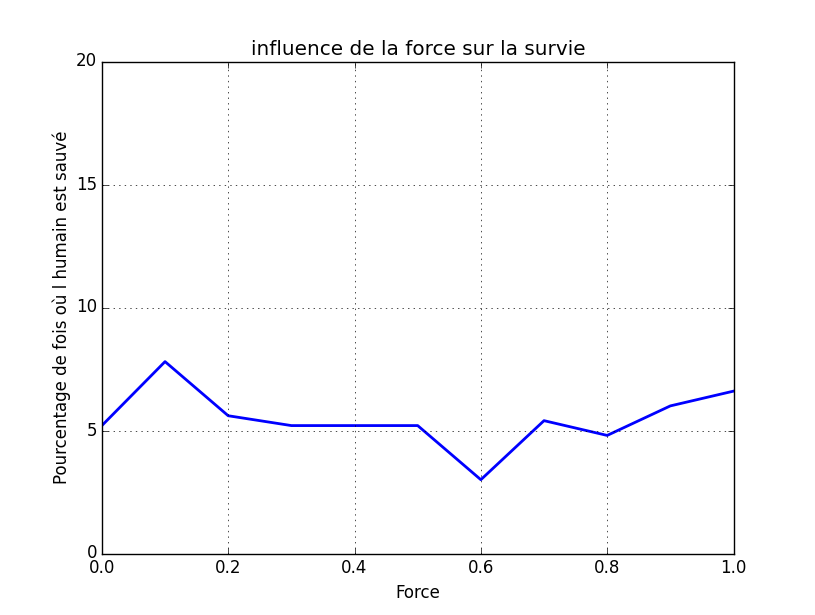 influence de la force sur la survie
Pourcentage de fois où l humain est sauvé
20
15
10
5
0
0.0 0.2 0.4 0.6 0.8 1.0
Force